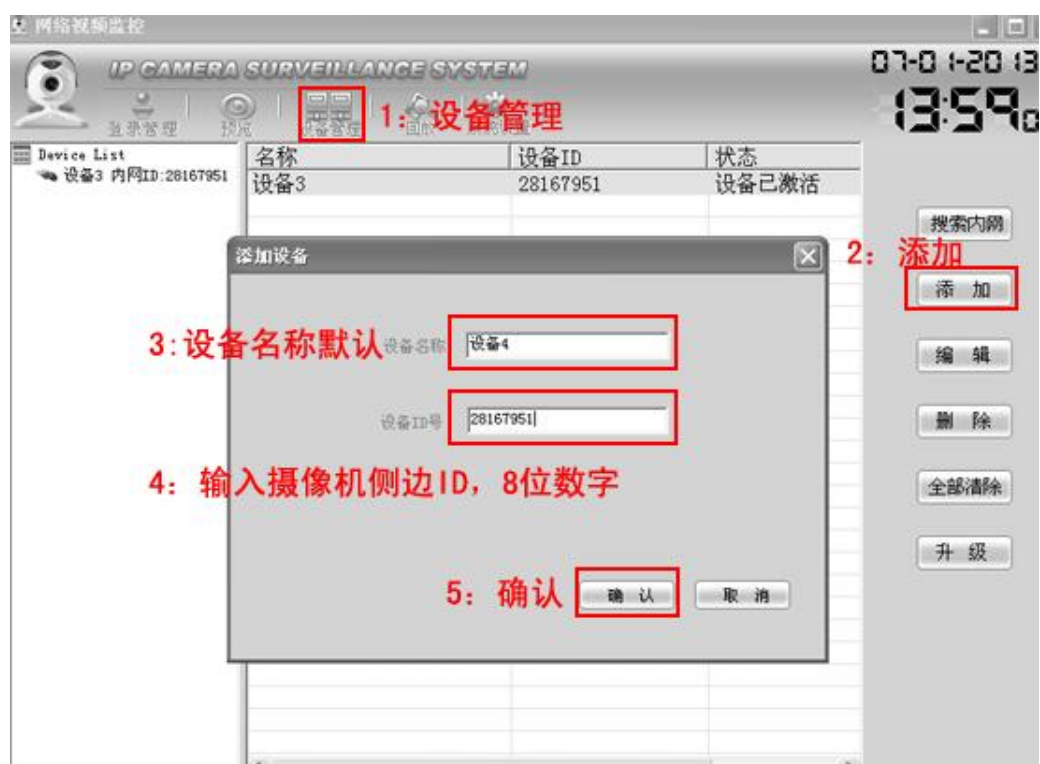 网络视频监控
IP CAMERA SURVEILLANCE SYSTEM
07-01-2013
13:59
登录管理
预览
设备管理
回放
1：设备管理
Device List
设备3 内网ID:28167951
名称 设备ID 状态
设备3 28167951 设备已激活
搜索内网
2：添加
添 加
编 辑
删 除
全部清除
升 级
添加设备
3:设备名称默认
设备名称 设备4
设备ID号 28167951
4：输入摄像机侧边ID，8位数字
5：确认
确 认 取 消